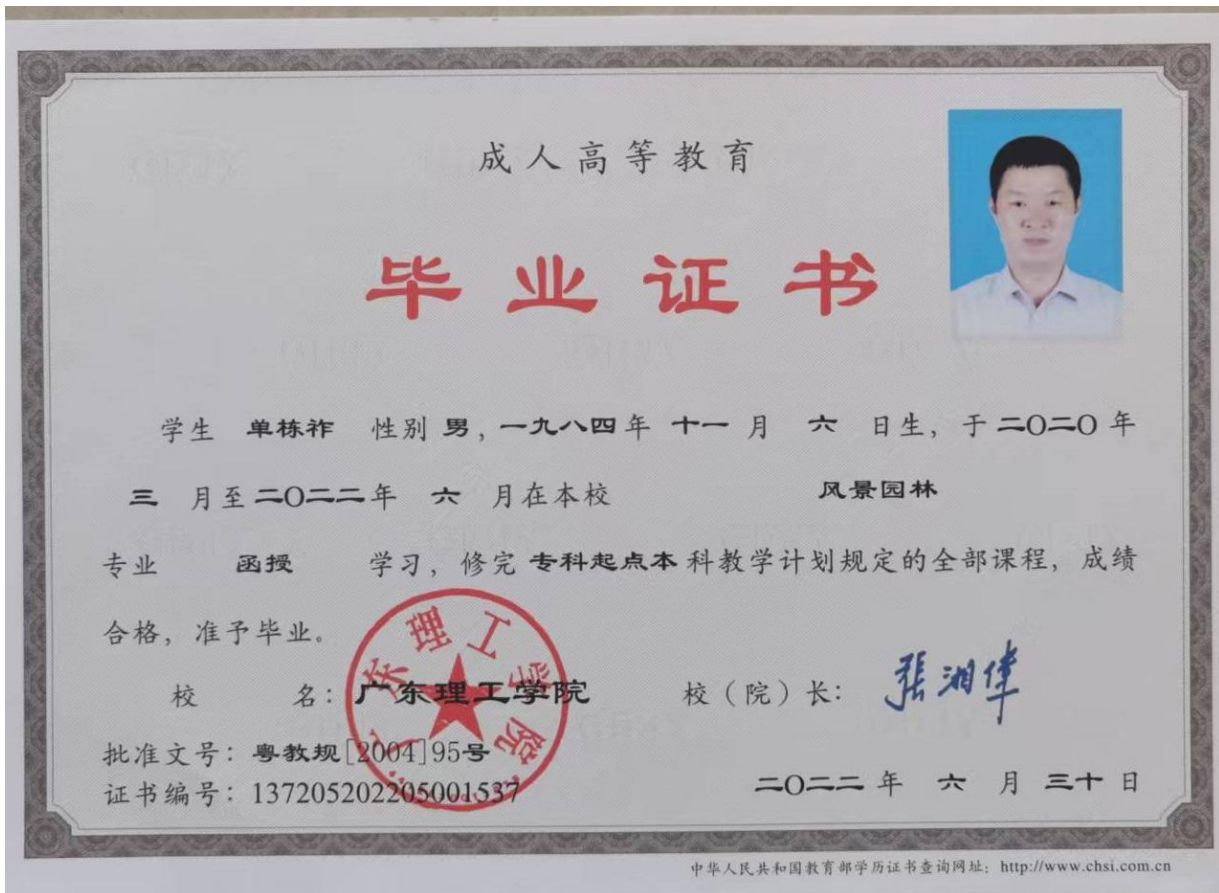 成人高等教育
毕业证书
学生 单栋祚 性别 男，一九八四年 十一 月 六 日生，于二〇二〇年
三 月至二〇二二年 六 月在本校 风景园林
专业 函授 学习，修完 专科起点本 科教学计划规定的全部课程，成绩
合格，准予毕业。
广东理工学院
校 名：广东理工学院 校（院）长：张湘伟
批准文号：粤教规[2004]95号
证书编号：137205202205001537 二〇二二 年 六 月 三十 日
中华人民共和国教育部学历证书查询网址：http://www.chsi.com.cn